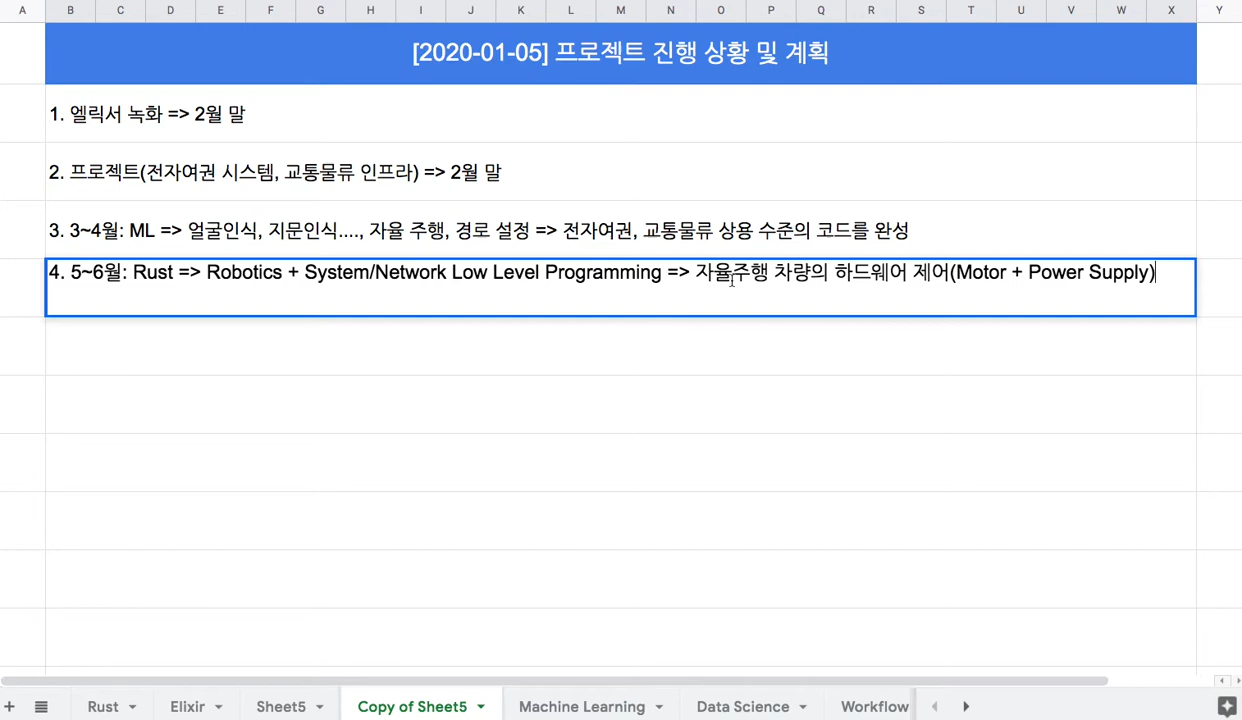 A B C D E F G H I J K L M N O P Q R S T U V W X Y
[2020-01-05] 프로젝트 진행 상황 및 계획
1. 엘릭서 녹화 => 2월 말
2. 프로젝트(전자여권 시스템, 교통물류 인프라) => 2월 말
3. 3~4월: ML => 얼굴인식, 지문인식...., 자율 주행, 경로 설정 => 전자여권, 교통물류 상용 수준의 코드를 완성
4. 5~6월: Rust => Robotics + System/Network Low Level Programming => 자율주행 차량의 하드웨어 제어(Motor + Power Supply)
Rust Elixir Sheet5 Copy of Sheet5 Machine Learning Data Science Workflow